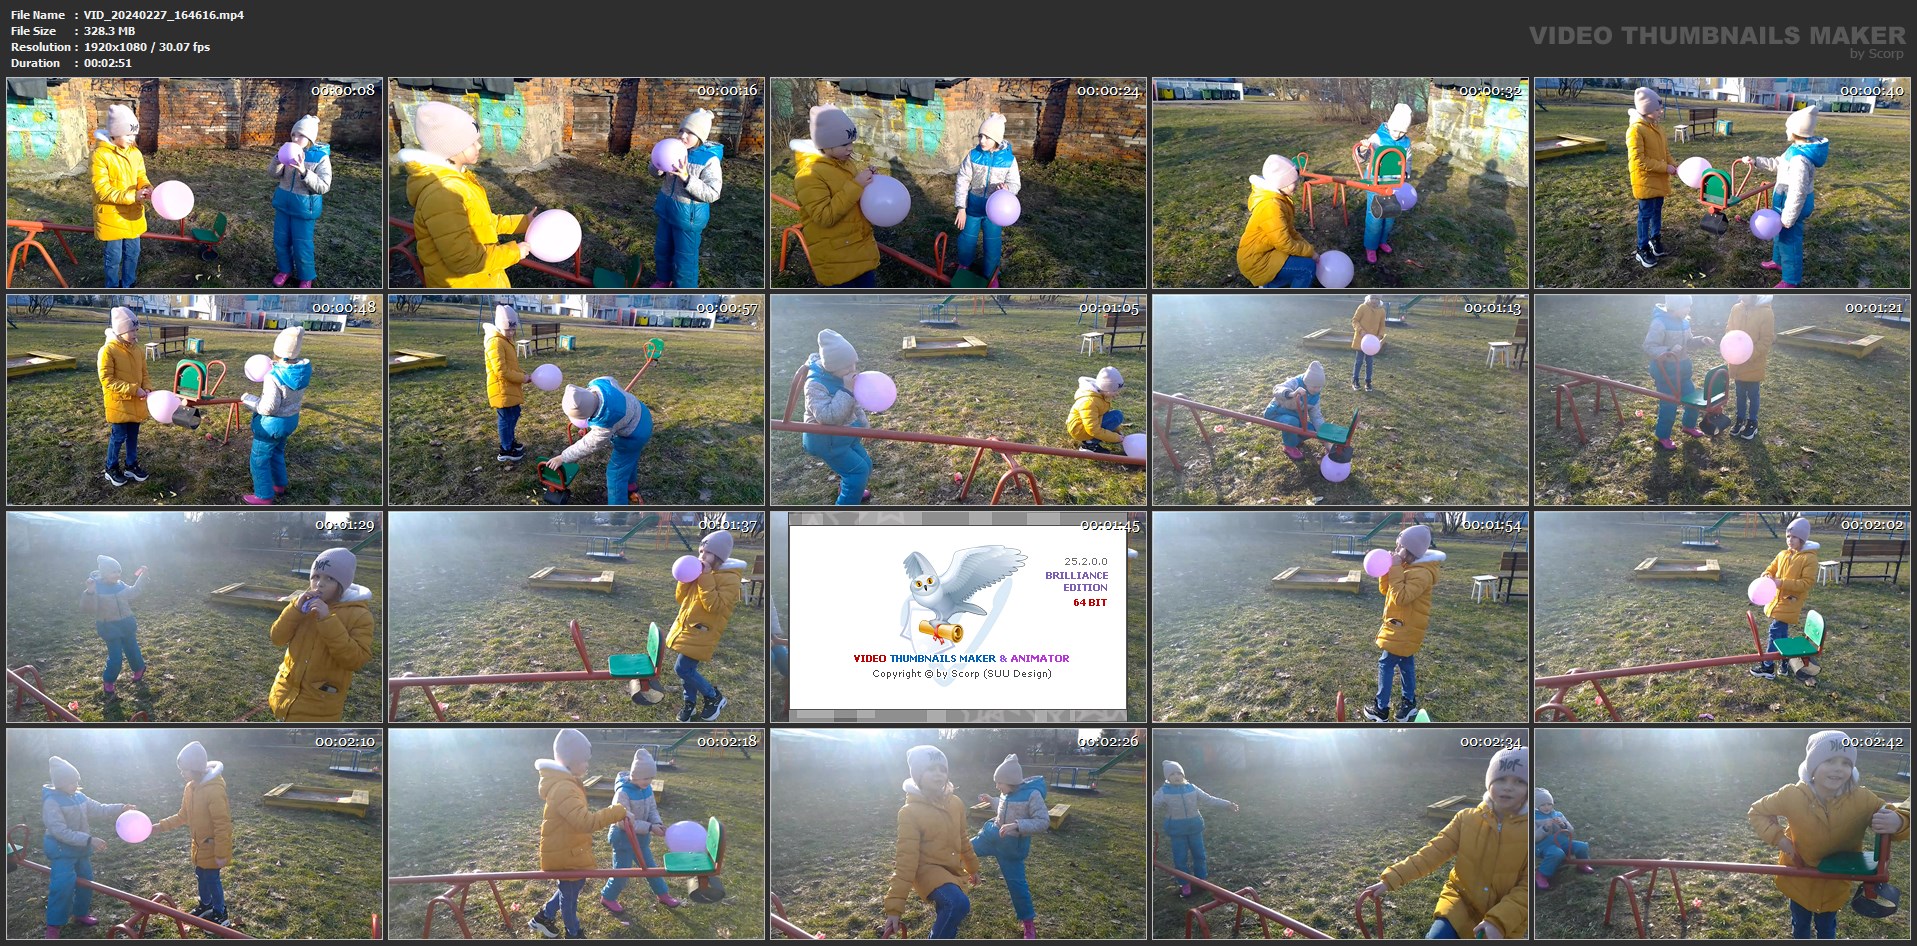 File Name : VID_20240227_164616.mp4
File Size : 328.3 MB
Resolution : 1920x1080 / 30.07 fps
Duration : 00:02:51
VIDEO THUMBNAILS MAKER
by Scorp
00:00:08
00:00:16
00:00:24
00:00:32
00:00:40
00:00:48
00:00:57
00:01:05
00:01:13
00:01:21
00:01:29
DIOR
00:01:37
00:01:45
25.2.0.0
BRILLIANCE
EDITION
64 BIT
VIDEO THUMBNAILS MAKER & ANIMATOR
Copyright © by Scorp (SUU Design)
00:01:54
00:02:02
00:02:10
00:02:18
00:02:26
00:02:34
DIOR
00:02:42
DIOR